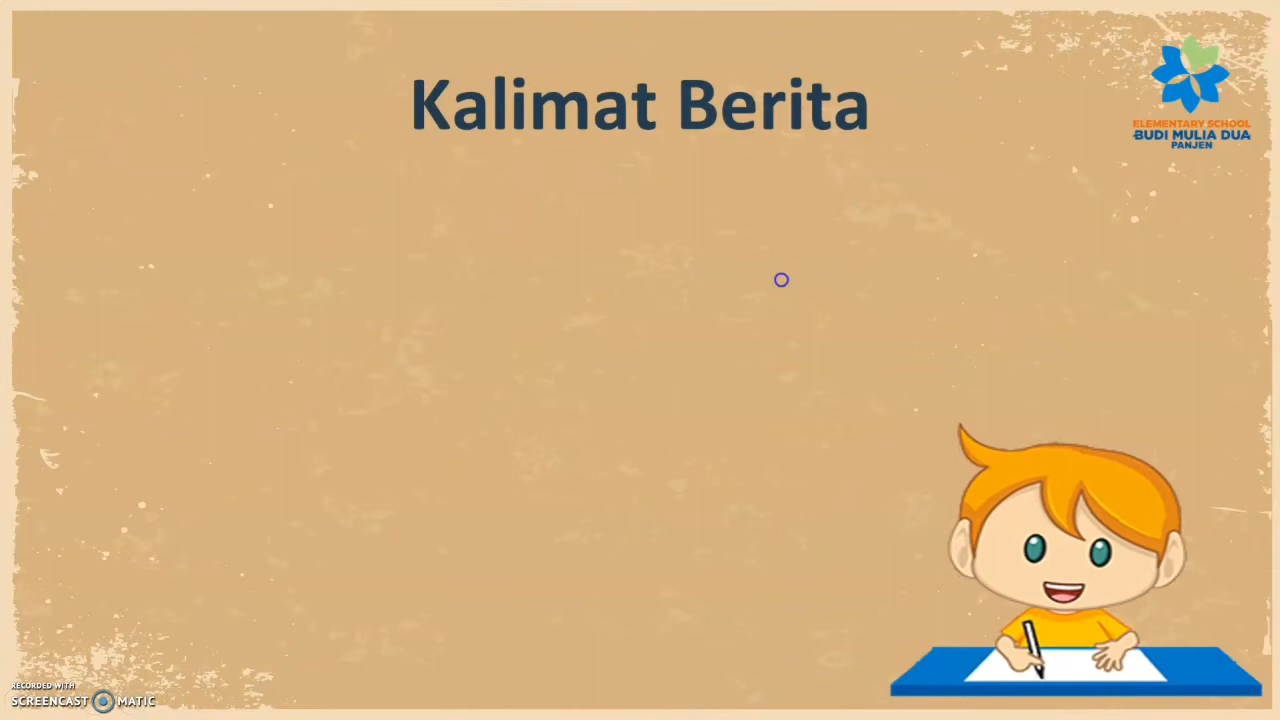 Kalimat Berita
ELEMENTARY SCHOOL
BUDI MULIA DUA
PANJEN
RECORDED WITH
SCREENCAST MATIC